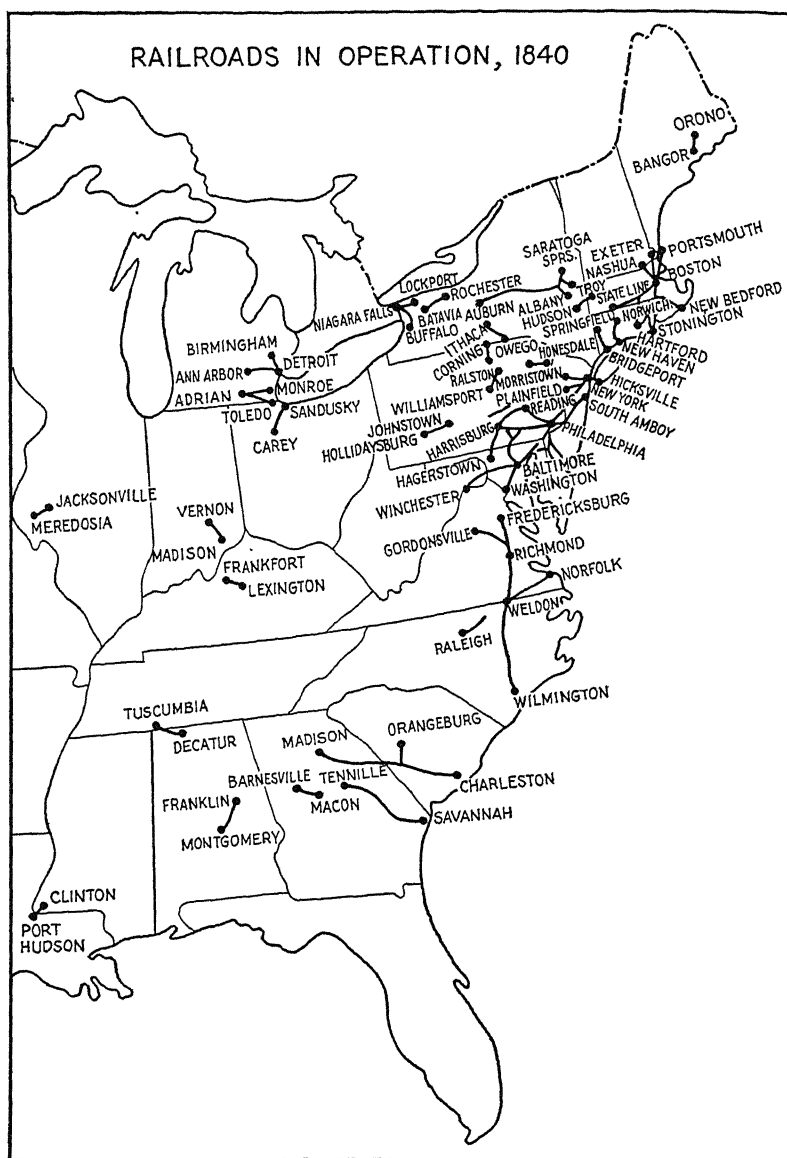 RAILROADS IN OPERATION, 1840
ORONO
BANGOR
SARATOGA
SPRS.
EXETER
PORTSMOUTH
NASHUA
BOSTON
LOCKPORT
ROCHESTER
TROY
STATE LINE
NIAGARA FALLS
BATAVIA
AUBURN
ALBANY
HUDSON
NORWICH
NEW BEDFORD
BUFFALO
SPRINGFIELD
STONINGTON
ITHACA
HARTFORD
BIRMINGHAM
OWEGO
HONESDALE
NEW HAVEN
DETROIT
CORNING
BRIDGEPORT
ANN ARBOR
RALSTON
MORRISTOWN
HICKSVILLE
MONROE
ADRIAN
WILLIAMSPORT
PLAINFIELD
NEW YORK
TOLEDO
SANDUSKY
READING
SOUTH AMBOY
JOHNSTOWN
CAREY
HOLLIDAYSBURG
HARRISBURG
PHILADELPHIA
HAGERSTOWN
BALTIMORE
WINCHESTER
WASHINGTON
JACKSONVILLE
MEREDOSIA
VERNON
FREDERICKSBURG
MADISON
GORDONSVILLE
RICHMOND
FRANKFORT
LEXINGTON
NORFOLK
WELDON
RALEIGH
WILMINGTON
TUSCUMBIA
DECATUR
MADISON
ORANGEBURG
BARNESVILLE
TENNILLE
CHARLESTON
FRANKLIN
MACON
MONTGOMERY
SAVANNAH
CLINTON
PORT
HUDSON